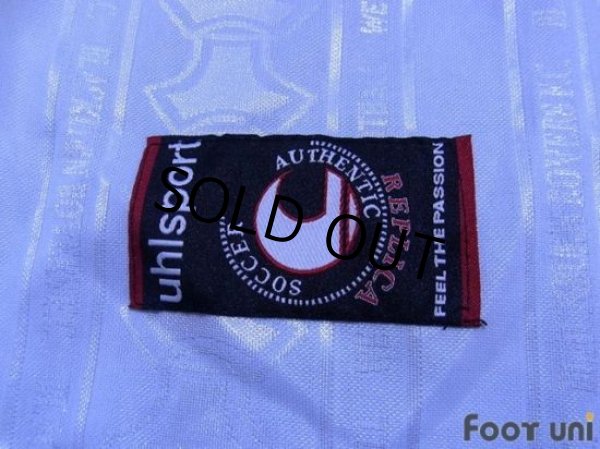 uhlsport
AUTHENTIC
REPLICA
SOCCER
FEEL THE PASSION
SOLD OUT
FOOT UNI